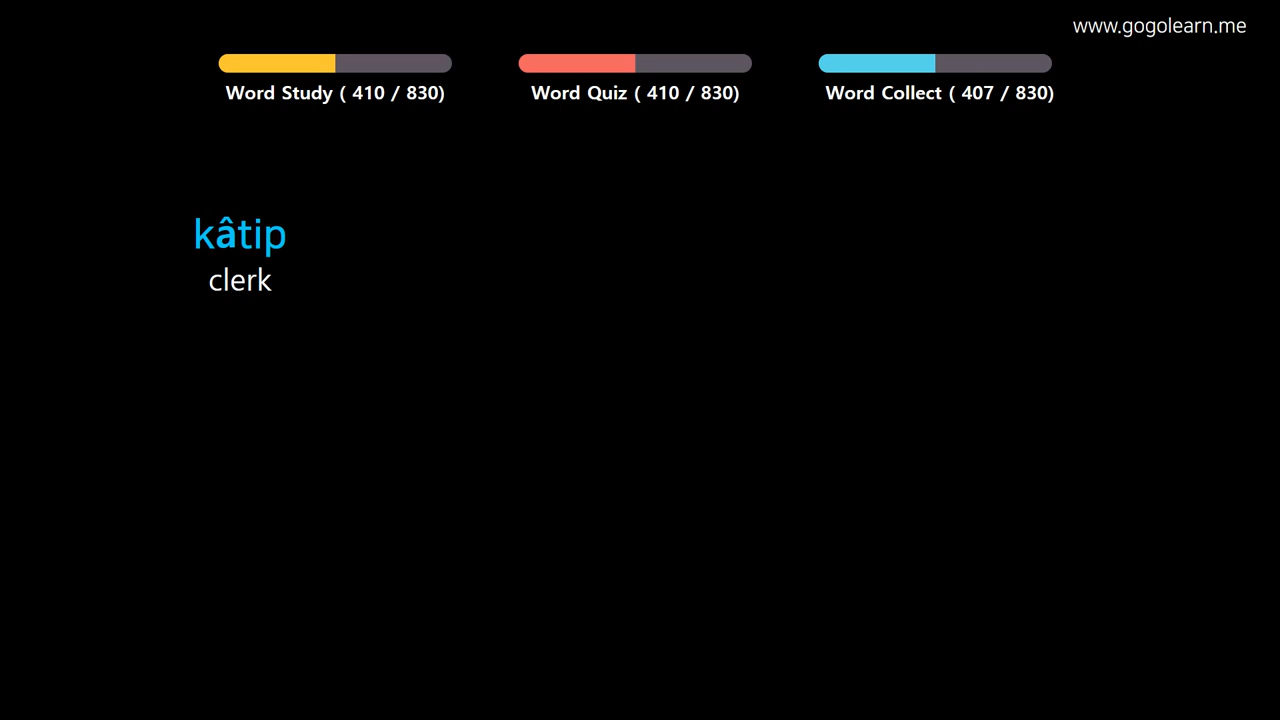 www.gogolearn.me
Word Study ( 410 / 830)
Word Quiz ( 410 / 830)
Word Collect ( 407 / 830)
kâtip
clerk